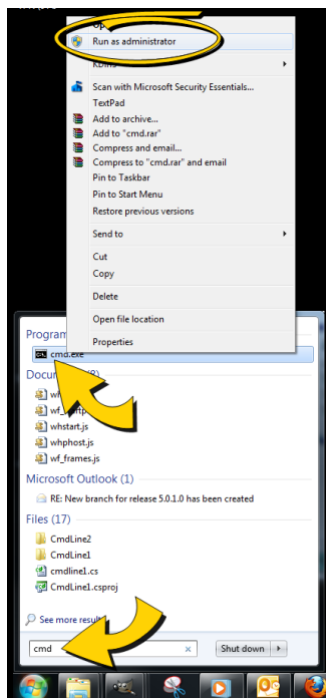 Run as administrator
Scan with Microsoft Security Essentials...
TextPad
Add to archive...
Add to "cmd.rar"
Compress and email...
Compress to "cmd.rar" and email
Pin to Taskbar
Pin to Start Menu
Restore previous versions
Send to
Cut
Copy
Delete
Open file location
Properties
cmd.exe
whstart.js
whphost.js
wf_frames.js
Microsoft Outlook (1)
RE: New branch for release 5.0.1.0 has been created
Files (17)
CmdLine2
CmdLine1
cmdline1.cs
CmdLine1.csproj
See more results
cmd
Shut down